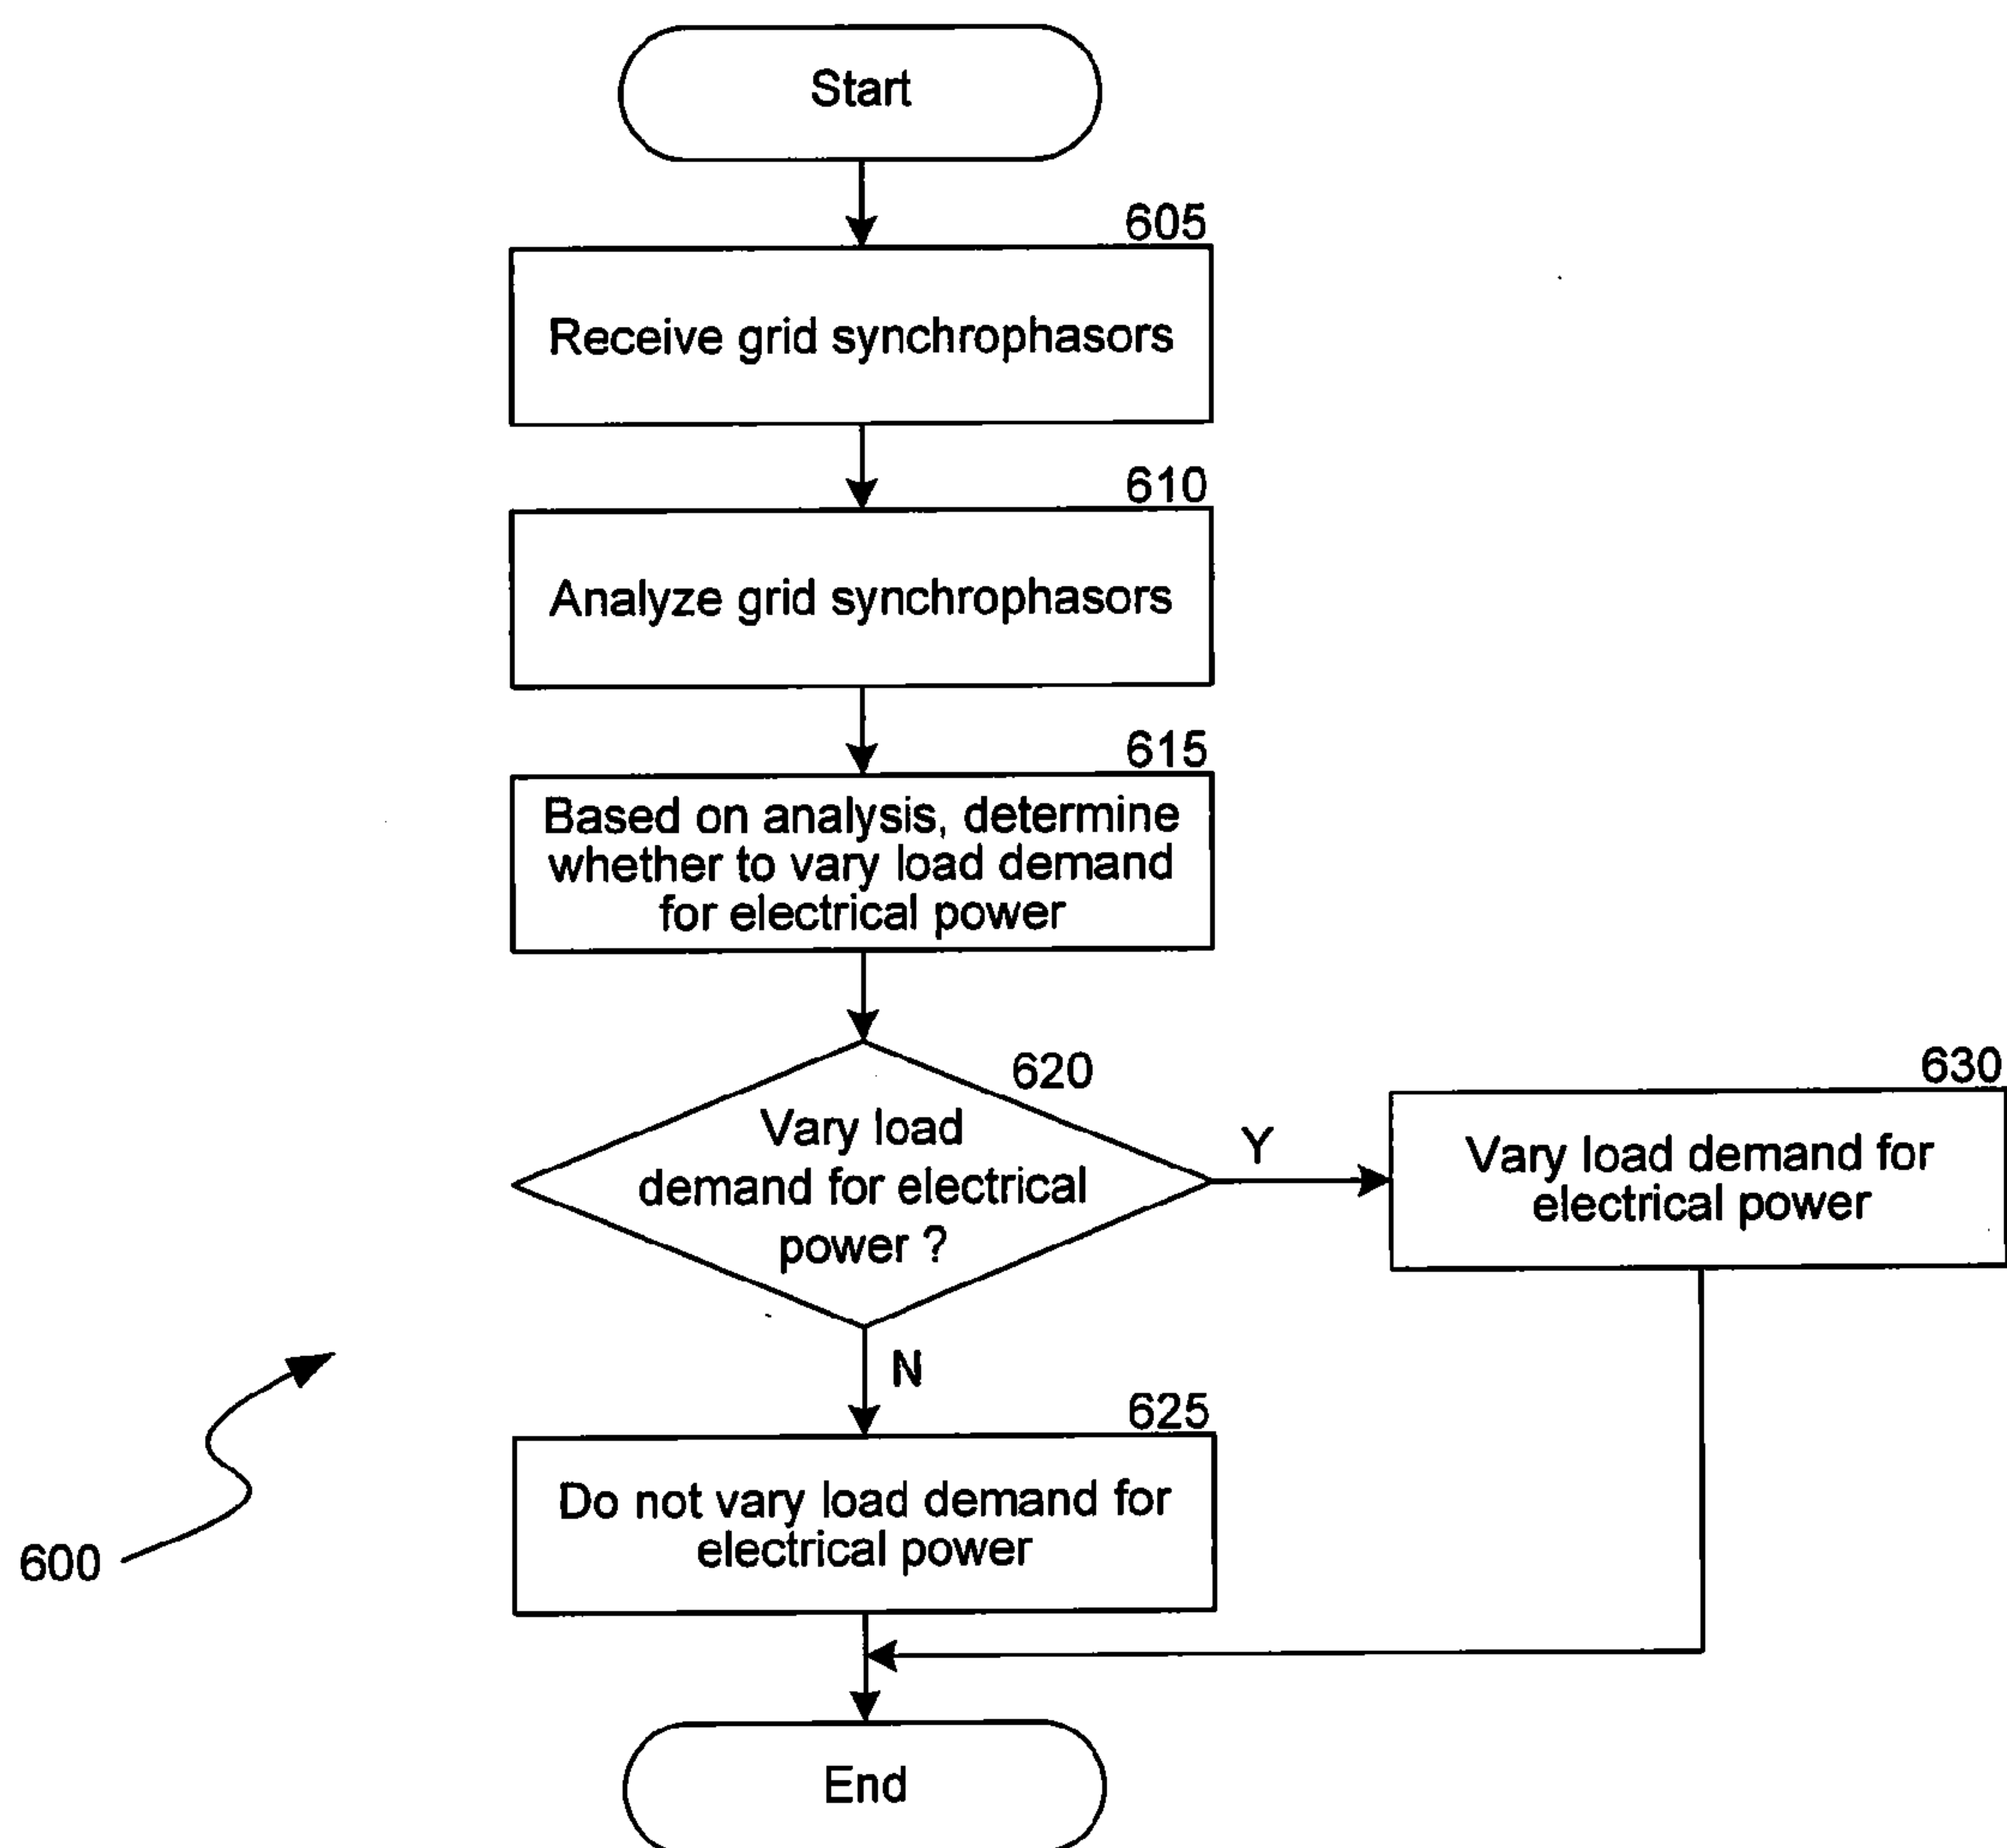 Start
605
Receive grid synchrophasors
610
Analyze grid synchrophasors
615
Based on analysis, determine
whether to vary load demand
for electrical power
620
Vary load
demand for electrical
power ?
Y
630
Vary load demand for
electrical power
N
625
Do not vary load demand for
electrical power
600
End